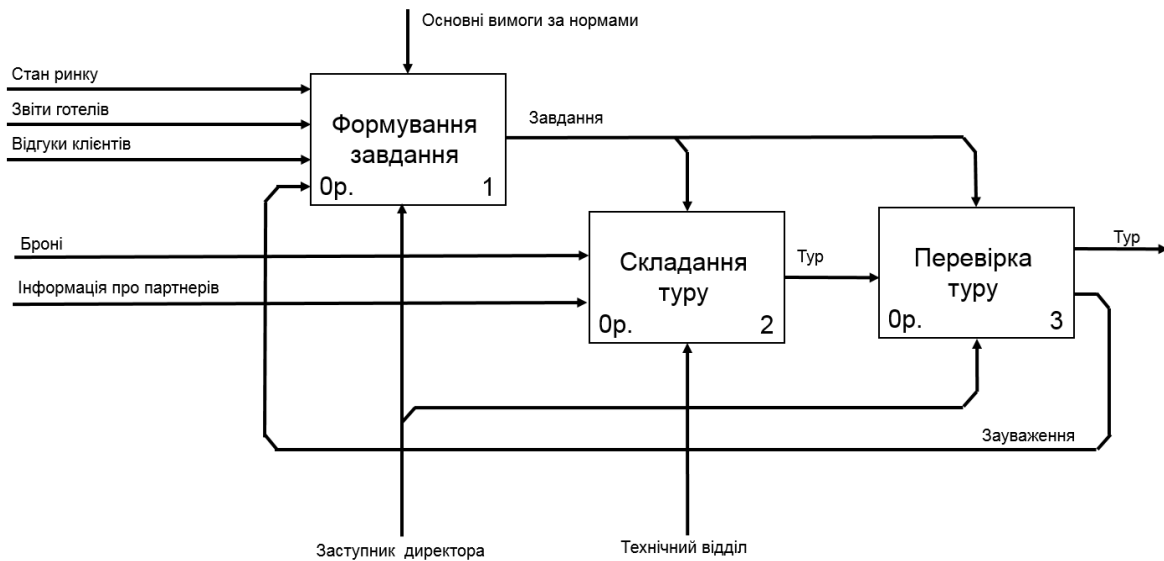 Основні вимоги за нормами
Стан ринку
Звіти готелів
Відгуки клієнтів
Формування
завдання
0р.
1
Завдання
Броні
Інформація про партнерів
Складання
туру
0р.
2
Тур
Перевірка
туру
0р.
3
Тур
Зауваження
Заступник директора
Технічний відділ